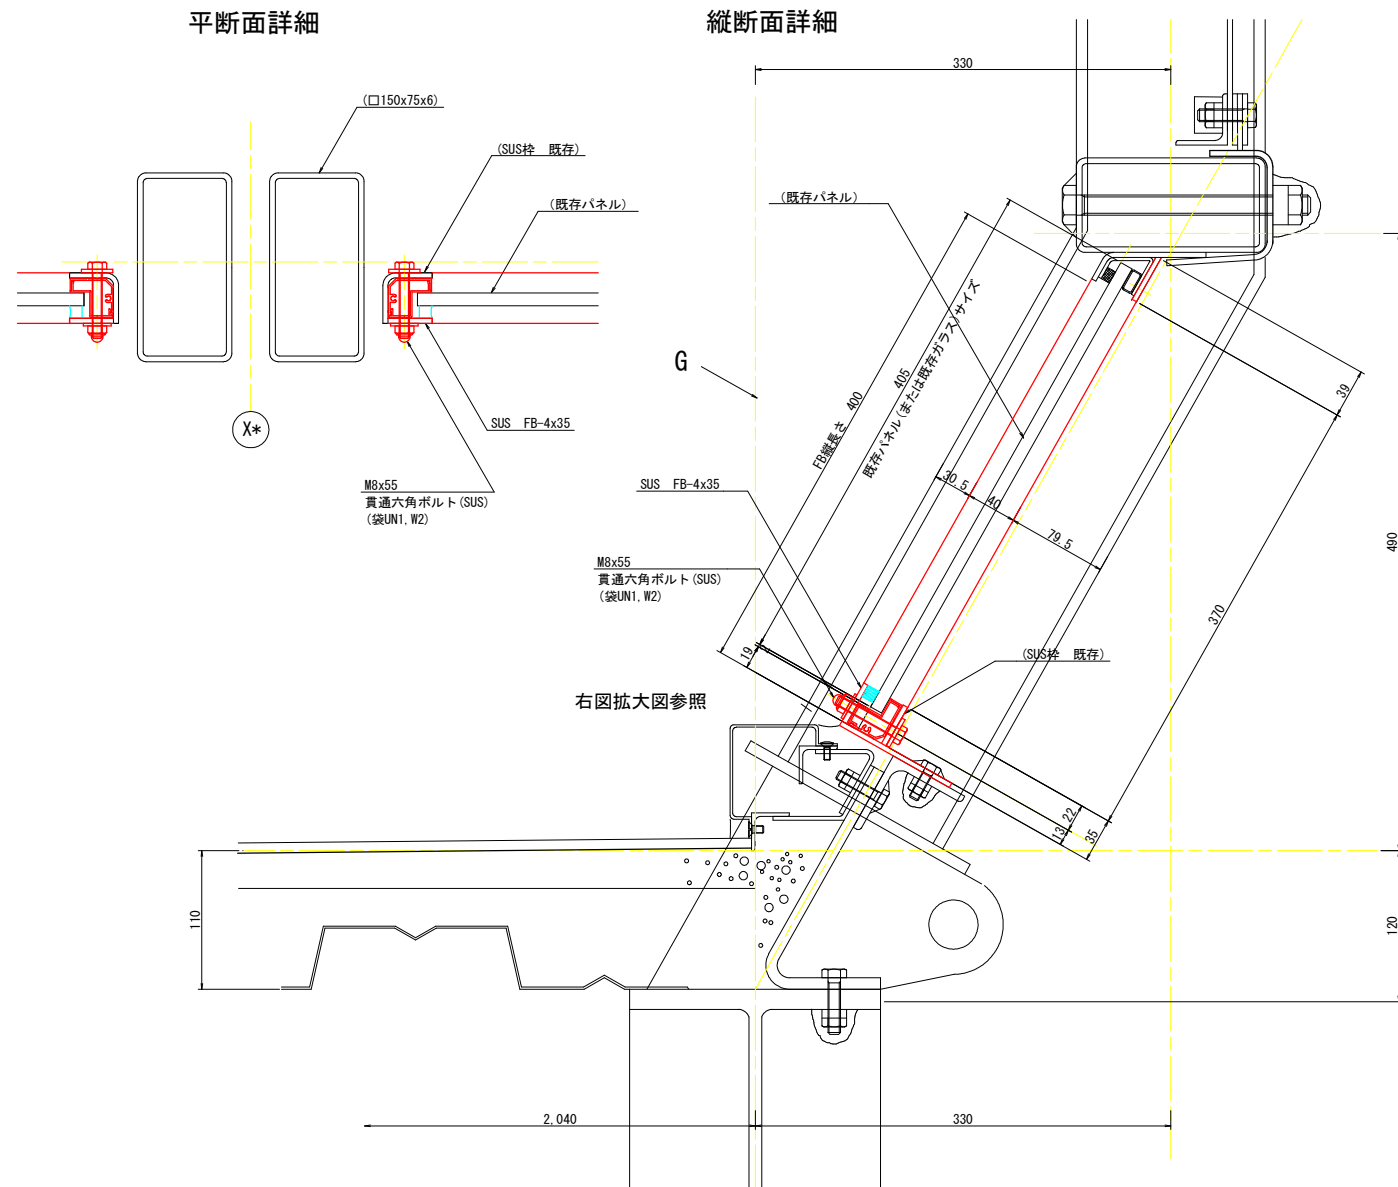 平断面詳細
縦断面詳細
330
(□150x75x6)
(SUS枠　既存)
(既存パネル)
(既存パネル)
G
X*
SUS FB-4x35
M8x55
貫通六角ボルト(SUS)
(袋UN1,W2)
FB縦長さ 400
405
既存パネル(または既存ガラス)サイズ
39
30.5
40
79.5
490
370
SUS FB-4x35
M8x55
貫通六角ボルト(SUS)
(袋UN1,W2)
19
(SUS枠　既存)
右図拡大図参照
22
13
35
110
120
2,040
330